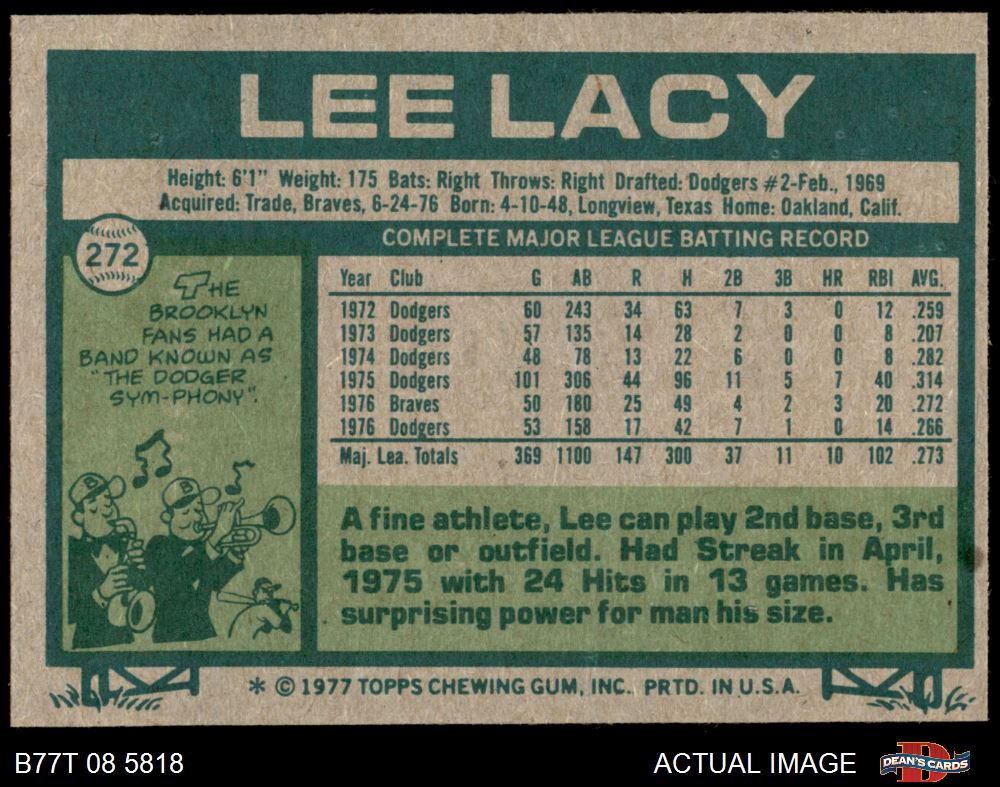 LEE LACY
Height: 6'1" Weight: 175 Bats: Right Throws: Right Drafted: Dodgers #2-Feb., 1969
Acquired: Trade, Braves, 6-24-76 Born: 4-10-48, Longview, Texas Home: Oakland, Calif.
272
COMPLETE MAJOR LEAGUE BATTING RECORD
THE
BROOKLYN
FANS HAD A
BAND KNOWN AS
"THE DODGER
SYM-PHONY".
B B
Year Club G AB R H 2B 3B HR RBI AVG.
1972 Dodgers 60 243 34 63 7 3 0 12 .259
1973 Dodgers 57 135 14 28 2 0 0 8 .207
1974 Dodgers 48 78 13 22 6 0 0 8 .282
1975 Dodgers 101 306 44 96 11 5 7 40 .314
1976 Braves 50 180 25 49 4 2 3 20 .272
1976 Dodgers 53 158 17 42 7 1 0 14 .266
Maj. Lea. Totals 369 1100 147 300 37 11 10 102 .273
A fine athlete, Lee can play 2nd base, 3rd
base or outfield. Had Streak in April,
1975 with 24 Hits in 13 games. Has
surprising power for man his size.
* © 1977 TOPPS CHEWING GUM, INC. PRTD. IN U.S.A.
B77T 08 5818 ACTUAL IMAGE
D DEAN'S CARDS